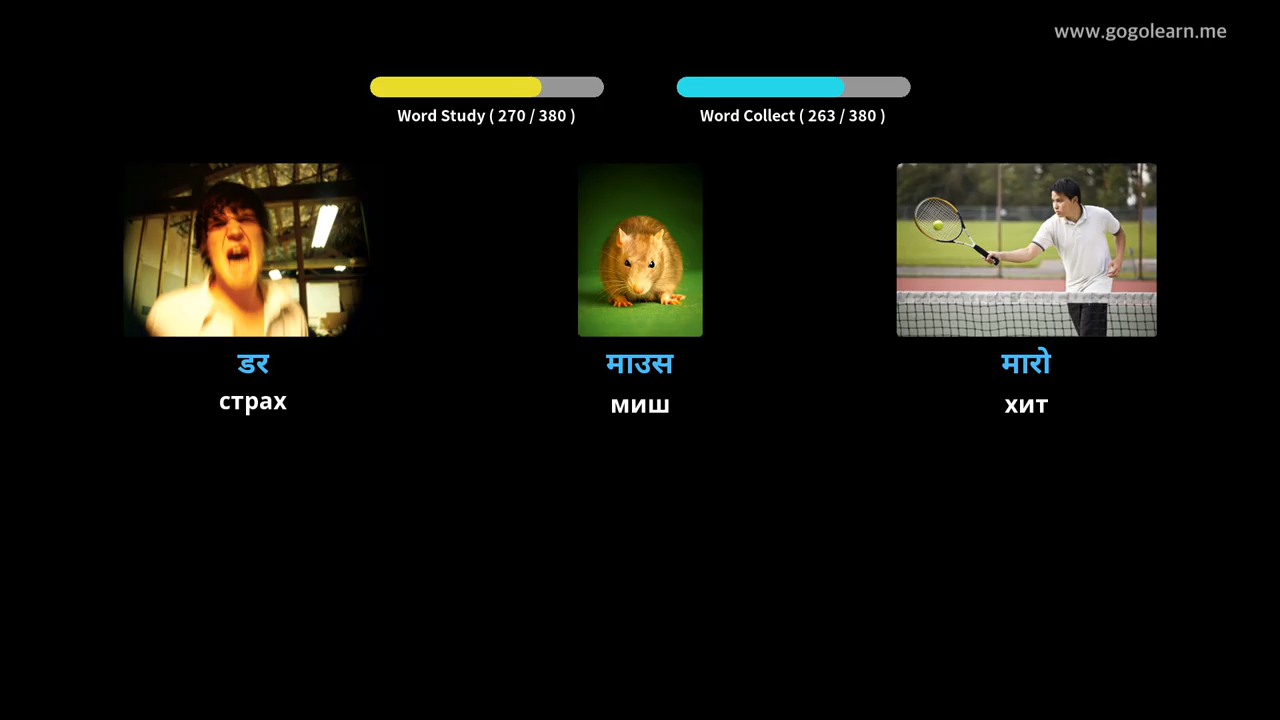 www.gogolearn.me
Word Study ( 270 / 380 )
Word Collect ( 263 / 380 )
डर
माउस
मारो
страх
миш
хит